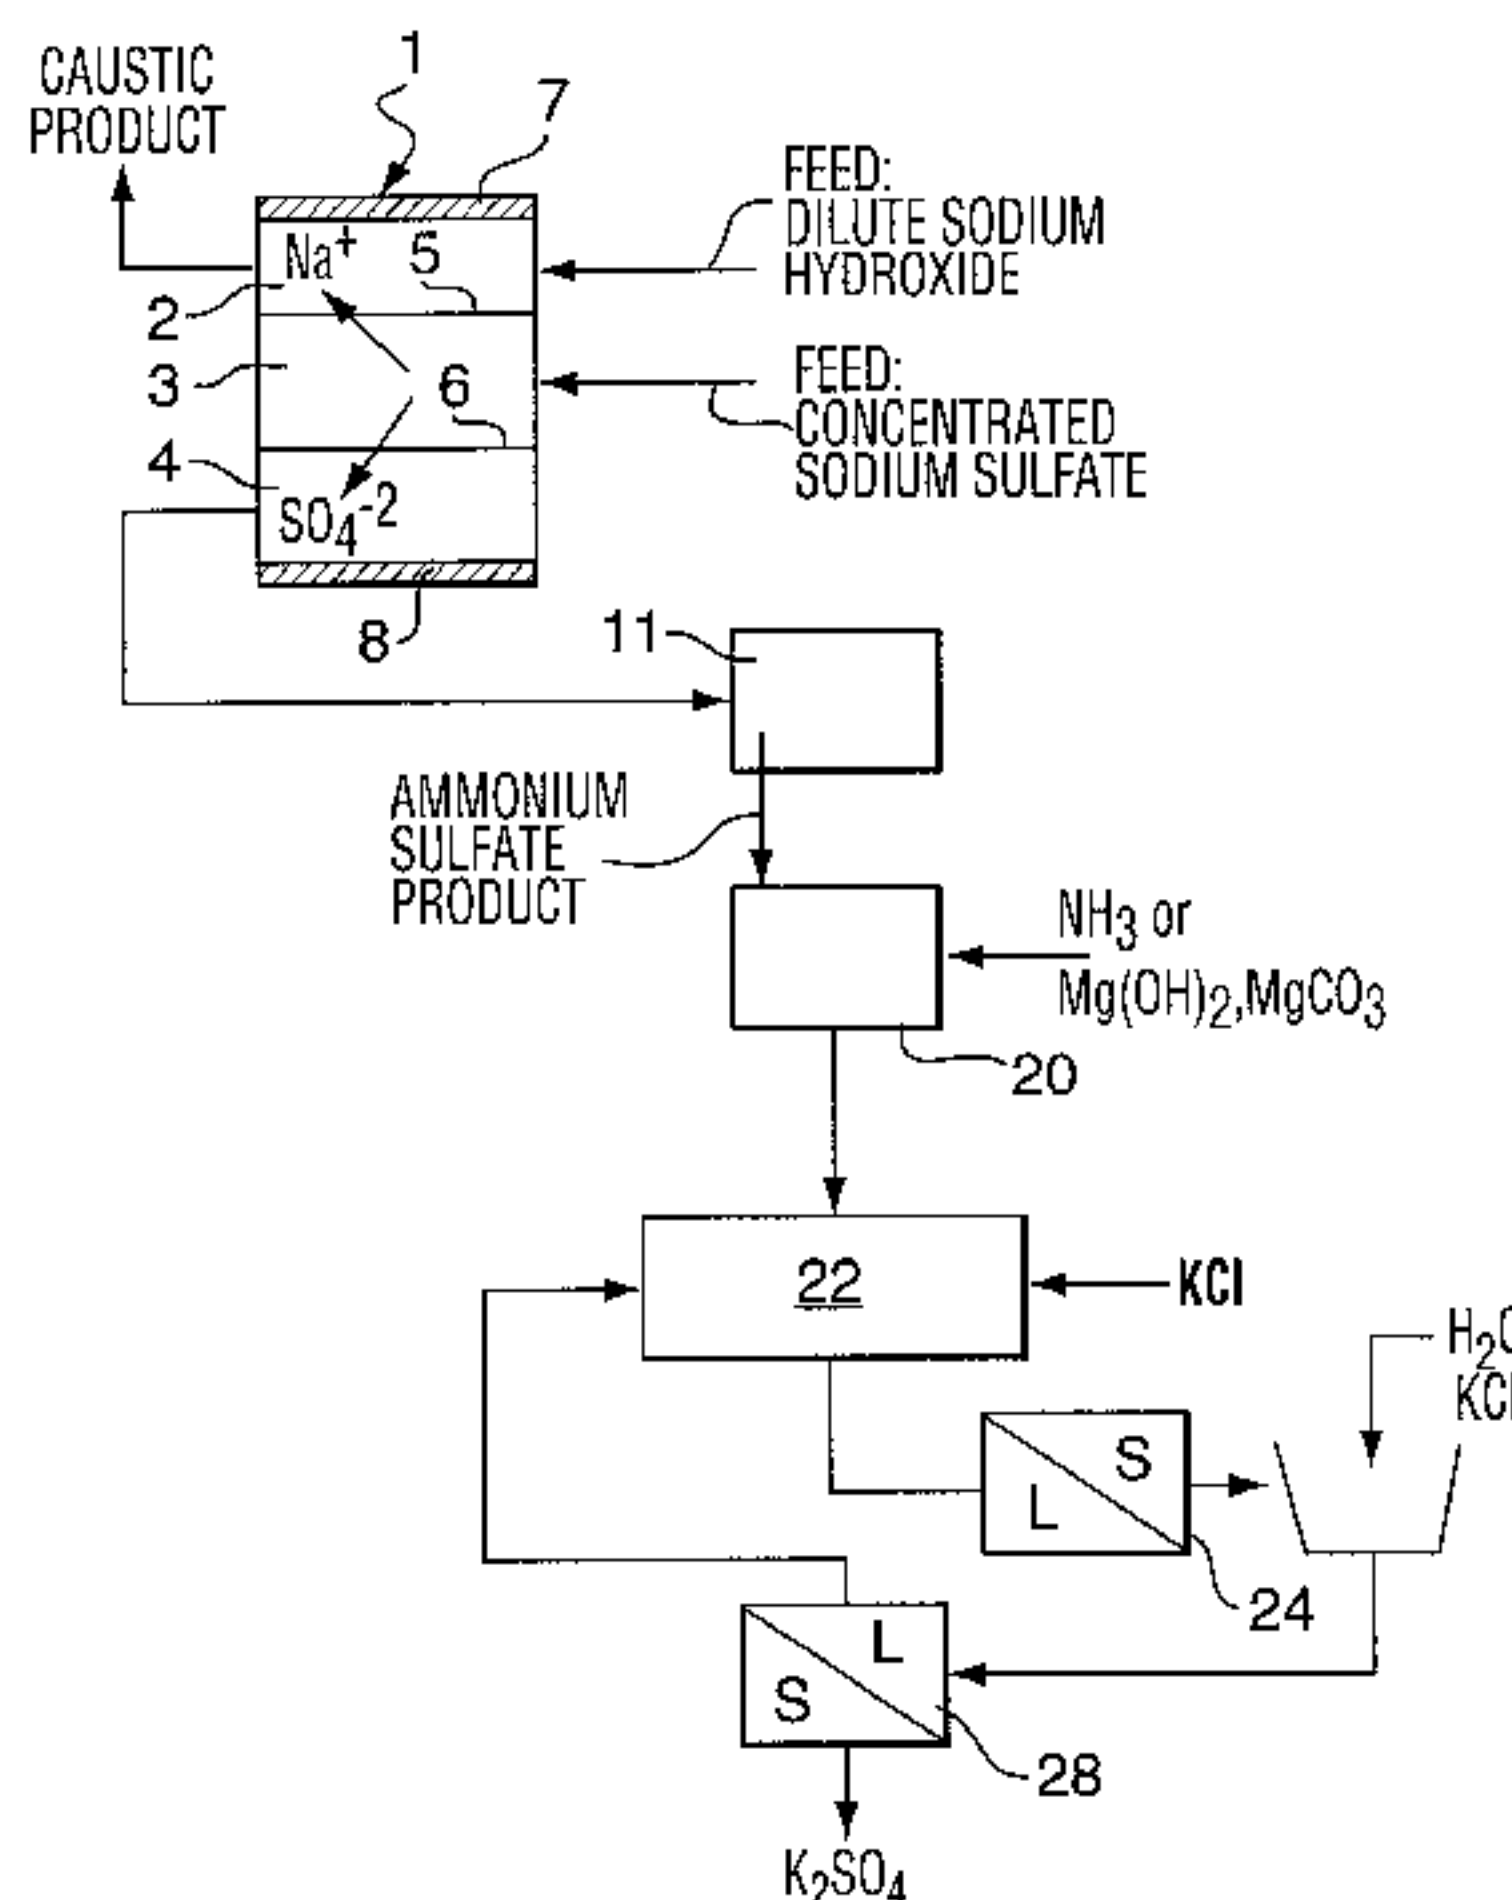 1
CAUSTIC
PRODUCT
7
FEED:
DILUTE SODIUM
HYDROXIDE
Na+
5
2
3
6
FEED:
CONCENTRATED
SODIUM SULFATE
4
SO4-2
8
11
AMMONIUM
SULFATE
PRODUCT
NH3 or
Mg(OH)2,MgCO3
20
22
KCl
S
L
24
L
S
28
K2SO4